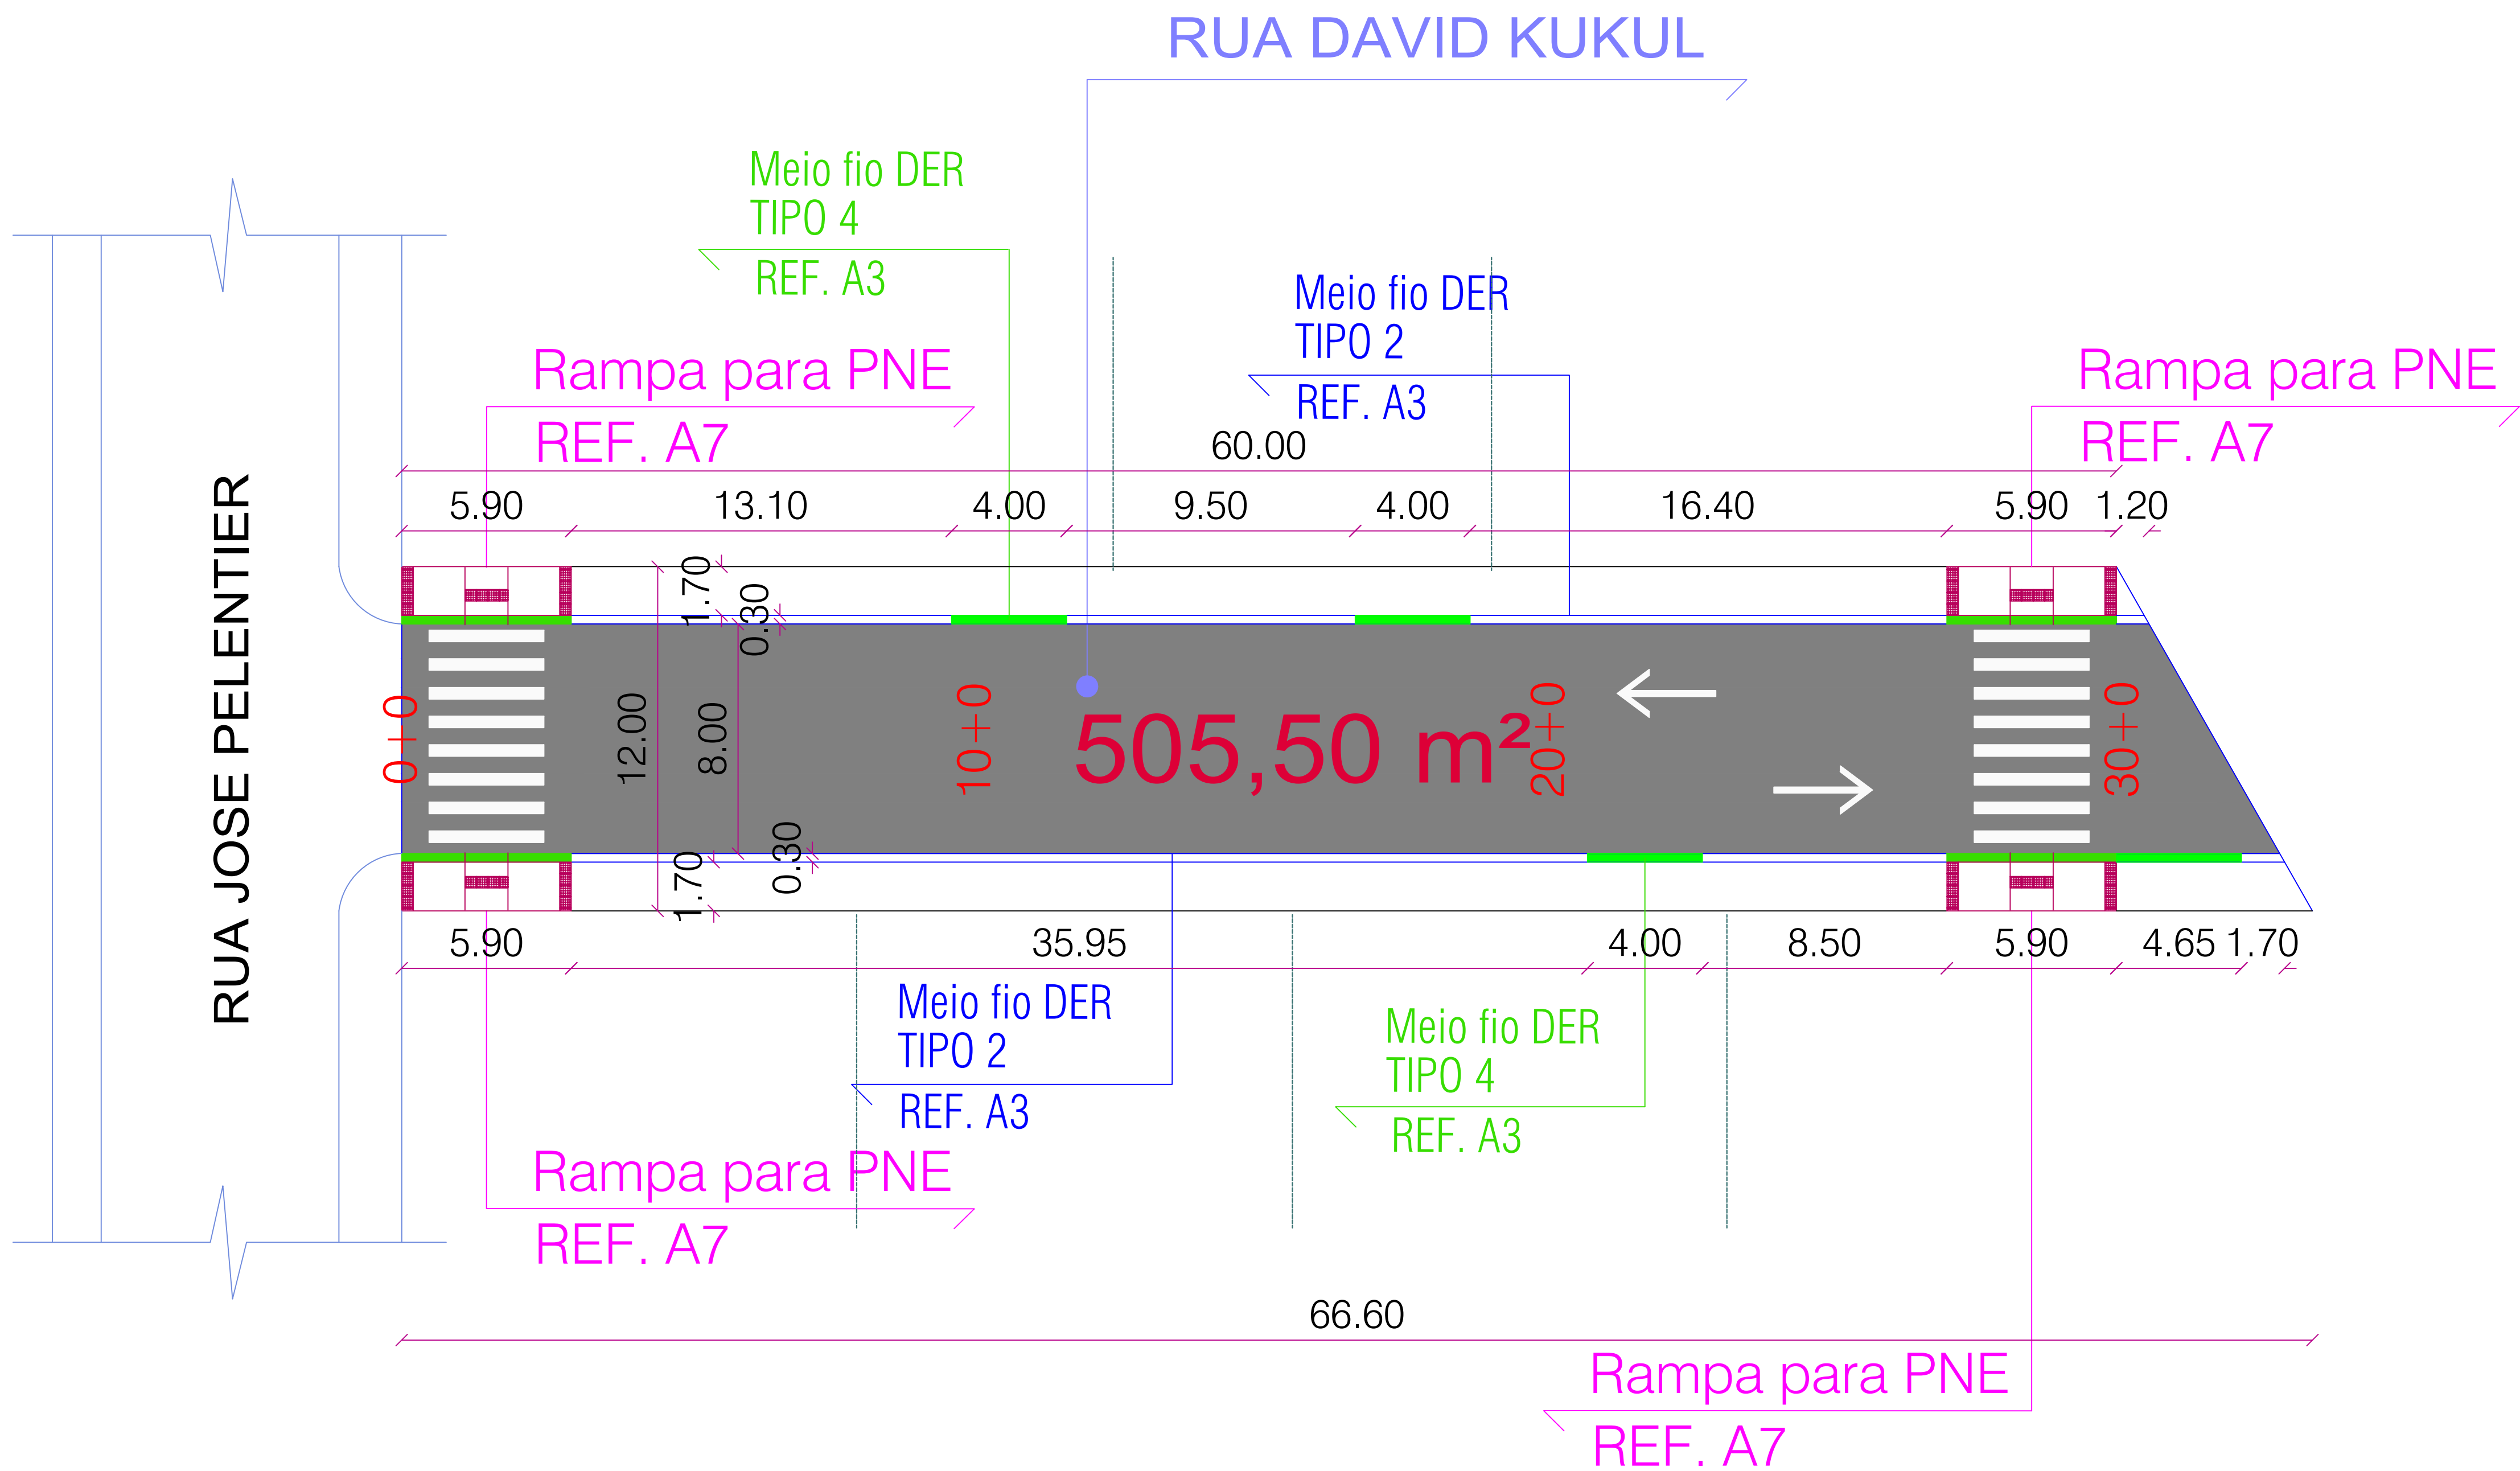 RUA DAVID KUKUL
Meio fio DER
TIPO 4
REF. A3
Meio fio DER
TIPO 2
REF. A3
Rampa para PNE
REF. A7
Rampa para PNE
REF. A7
60.00
5.90 13.10 4.00 9.50 4.00 16.40 5.90 1.20
RUA JOSE PELENTIER
1.70
0.30
12.00
8.00
0+0
10+0
505,50 m²
20+0
30+0
1.70
0.30
5.90 35.95 4.00 8.50 5.90 4.65 1.70
Meio fio DER
TIPO 2
REF. A3
Meio fio DER
TIPO 4
REF. A3
Rampa para PNE
REF. A7
66.60
Rampa para PNE
REF. A7